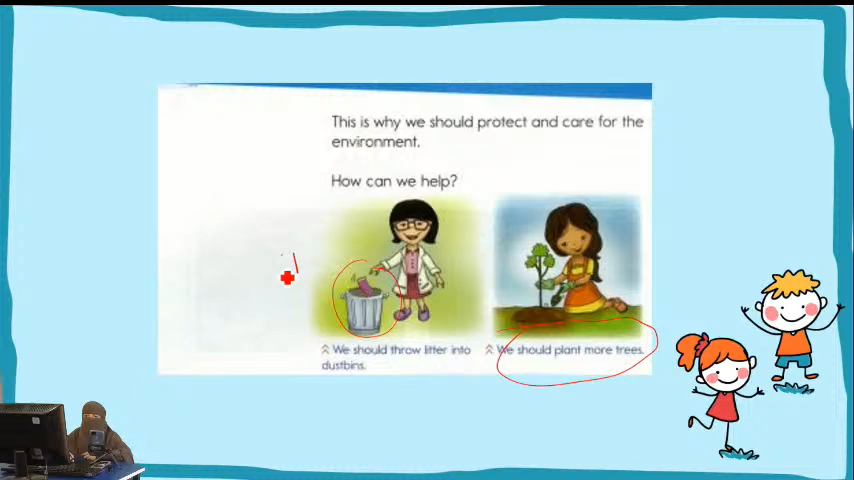 This is why we should protect and care for the
environment.
How can we help?
We should throw litter into
dustbins.
We should plant more trees.